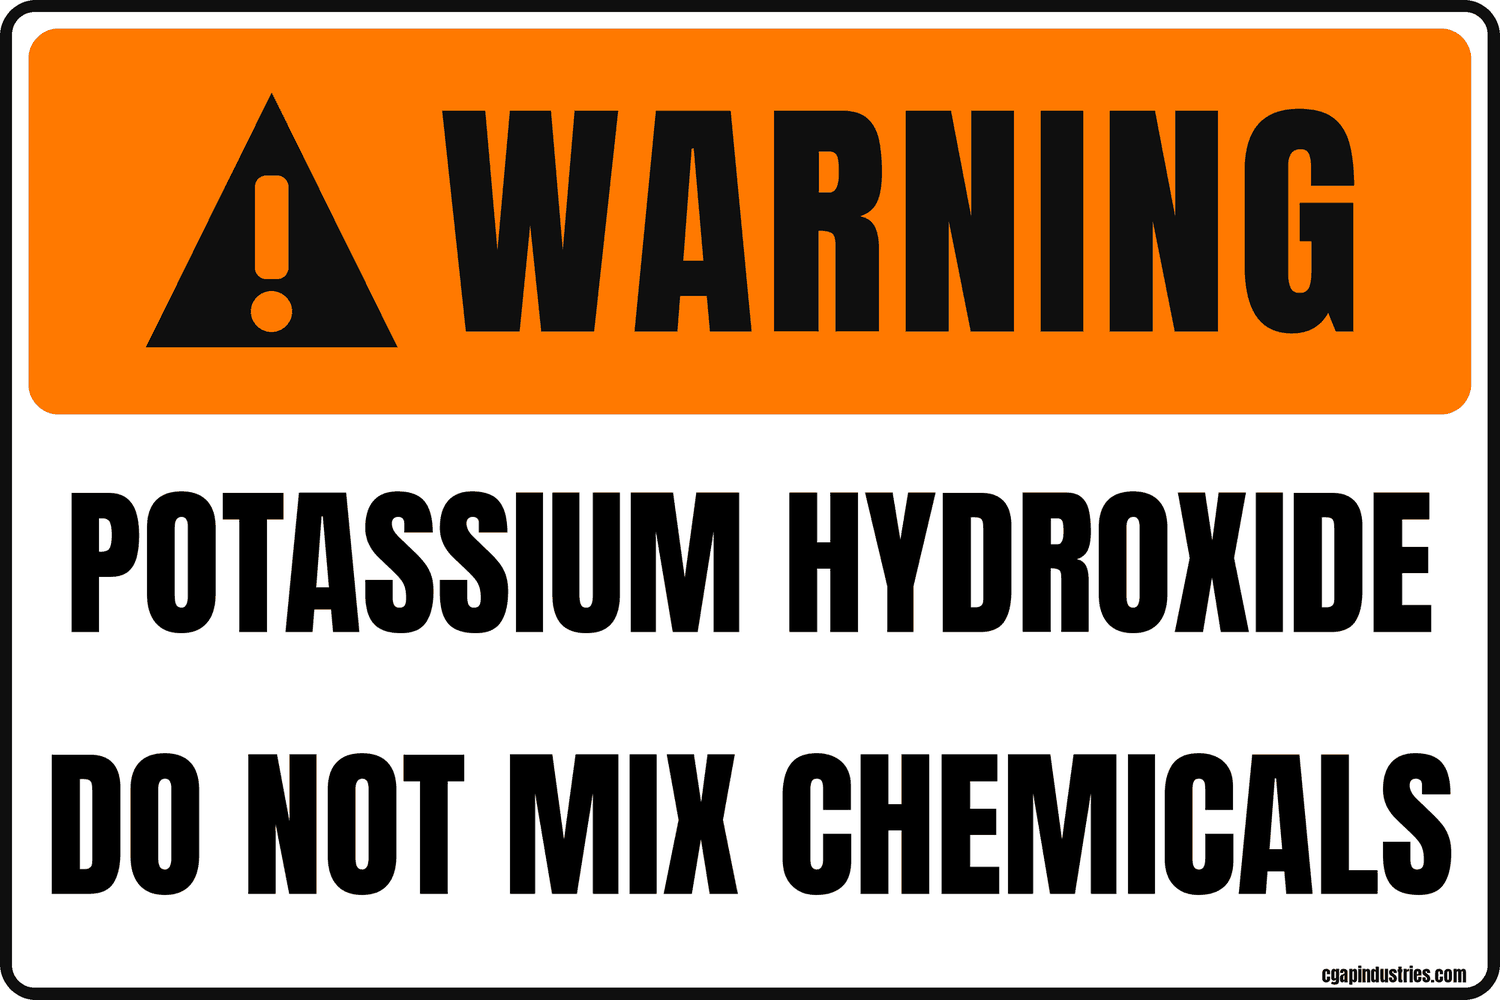 WARNING
POTASSIUM HYDROXIDE
DO NOT MIX CHEMICALS
cgapindustries.com